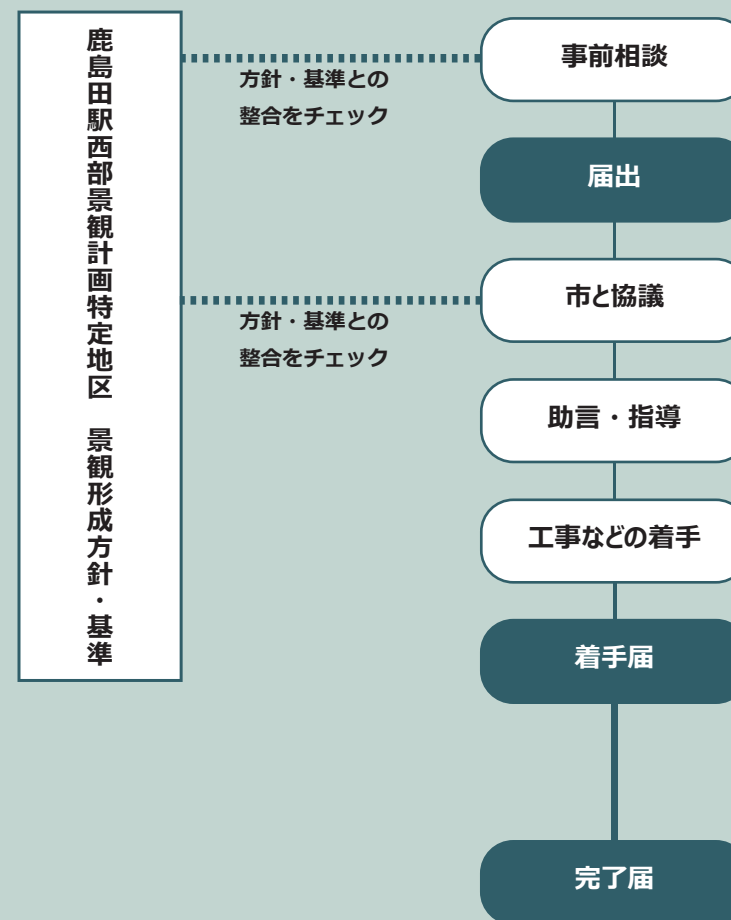 鹿島田駅西部景観計画特定地区　景観形成方針・基準
事前相談
方針・基準との
整合をチェック
届出
市と協議
方針・基準との
整合をチェック
助言・指導
工事などの着手
着手届
完了届